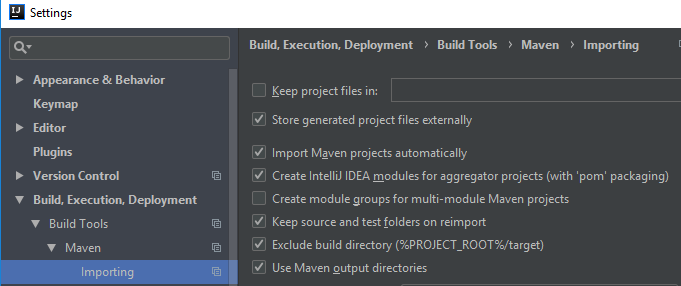 IJ
Settings
Build, Execution, Deployment › Build Tools › Maven › Importing
Appearance & Behavior
Keymap
Editor
Plugins
Version Control
Build, Execution, Deployment
Build Tools
Maven
Importing
Keep project files in:
Store generated project files externally
Import Maven projects automatically
Create IntelliJ IDEA modules for aggregator projects (with 'pom' packaging)
Create module groups for multi-module Maven projects
Keep source and test folders on reimport
Exclude build directory (%PROJECT_ROOT%/target)
Use Maven output directories